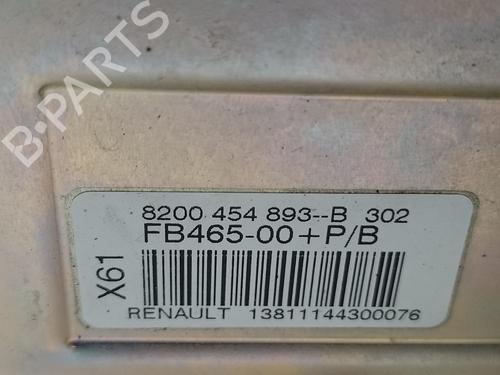 B-PARTS
8200 454 893--B 302
FB465-00+P/B
X61
RENAULT 13811144300076